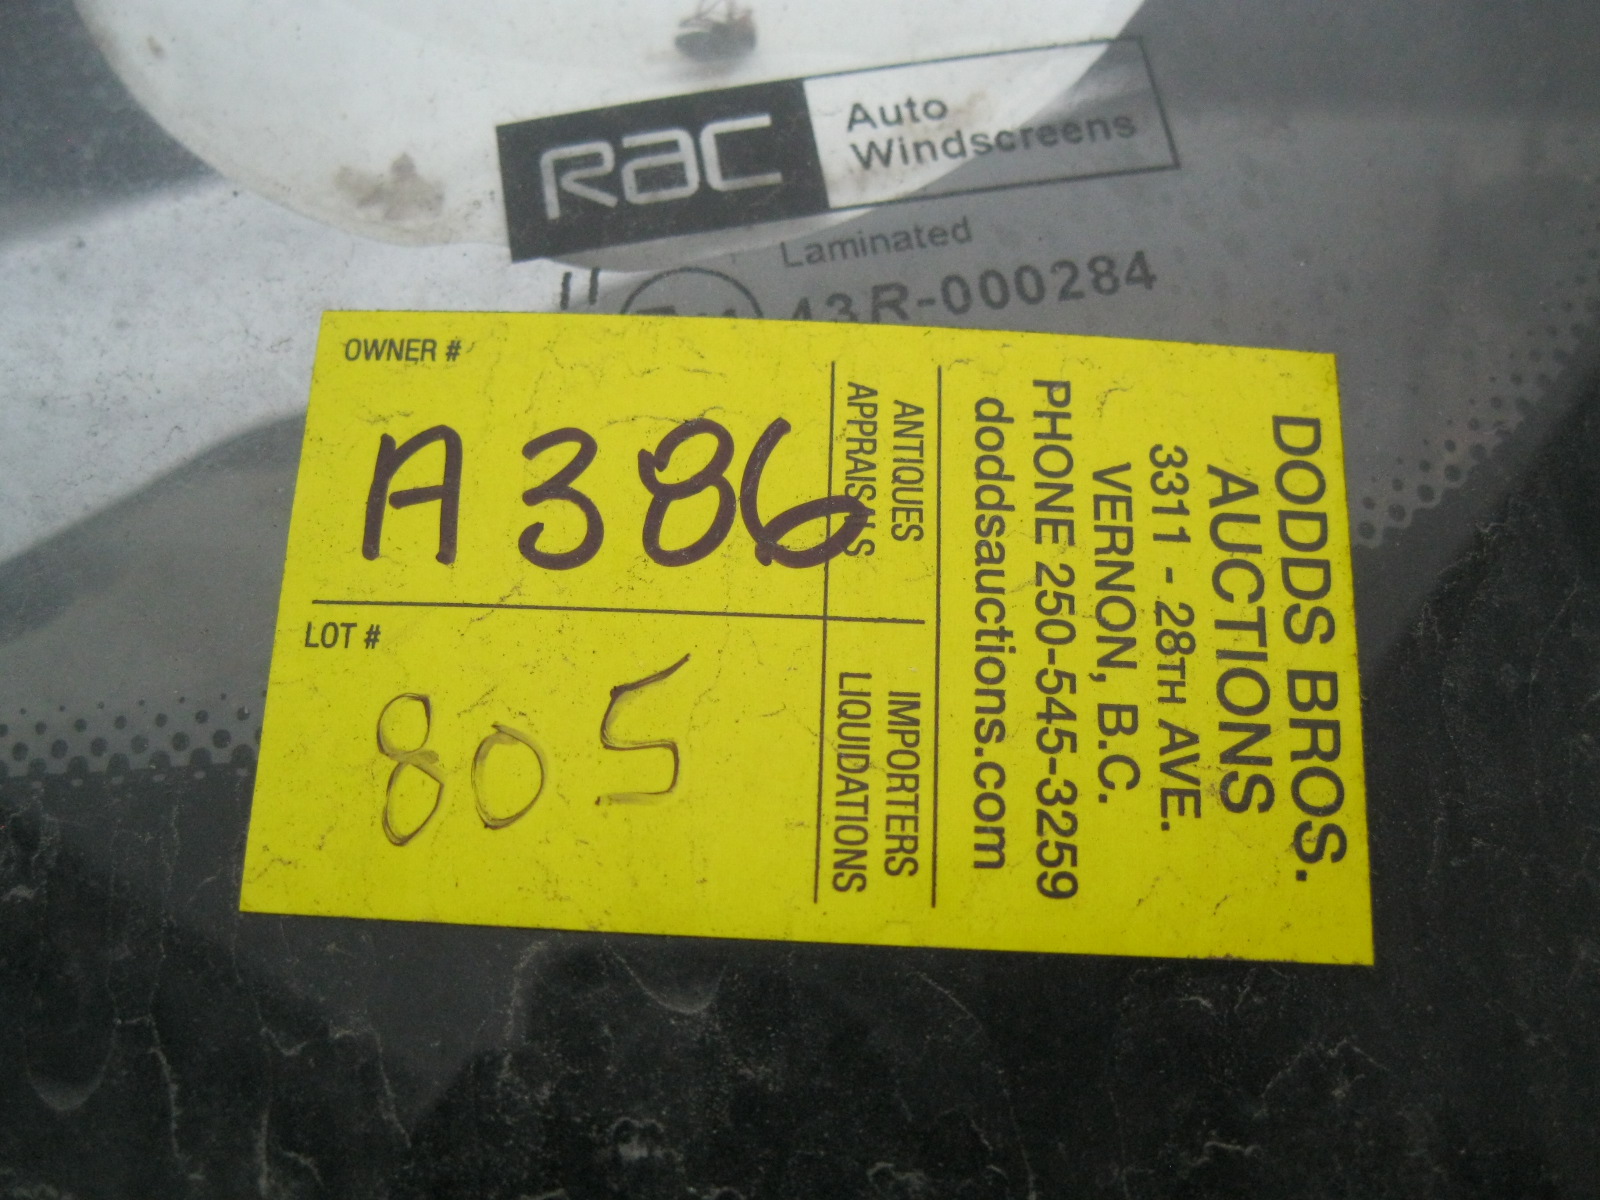 RAC
Auto
Windscreens
Laminated
43R-000284
OWNER #
A386
LOT #
805
ANTIQUES
APPRAISALS
IMPORTERS
LIQUIDATIONS
DODDS BROS.
AUCTIONS
3311 - 28TH AVE.
VERNON, B.C.
PHONE 250-545-3259
doddsauctions.com